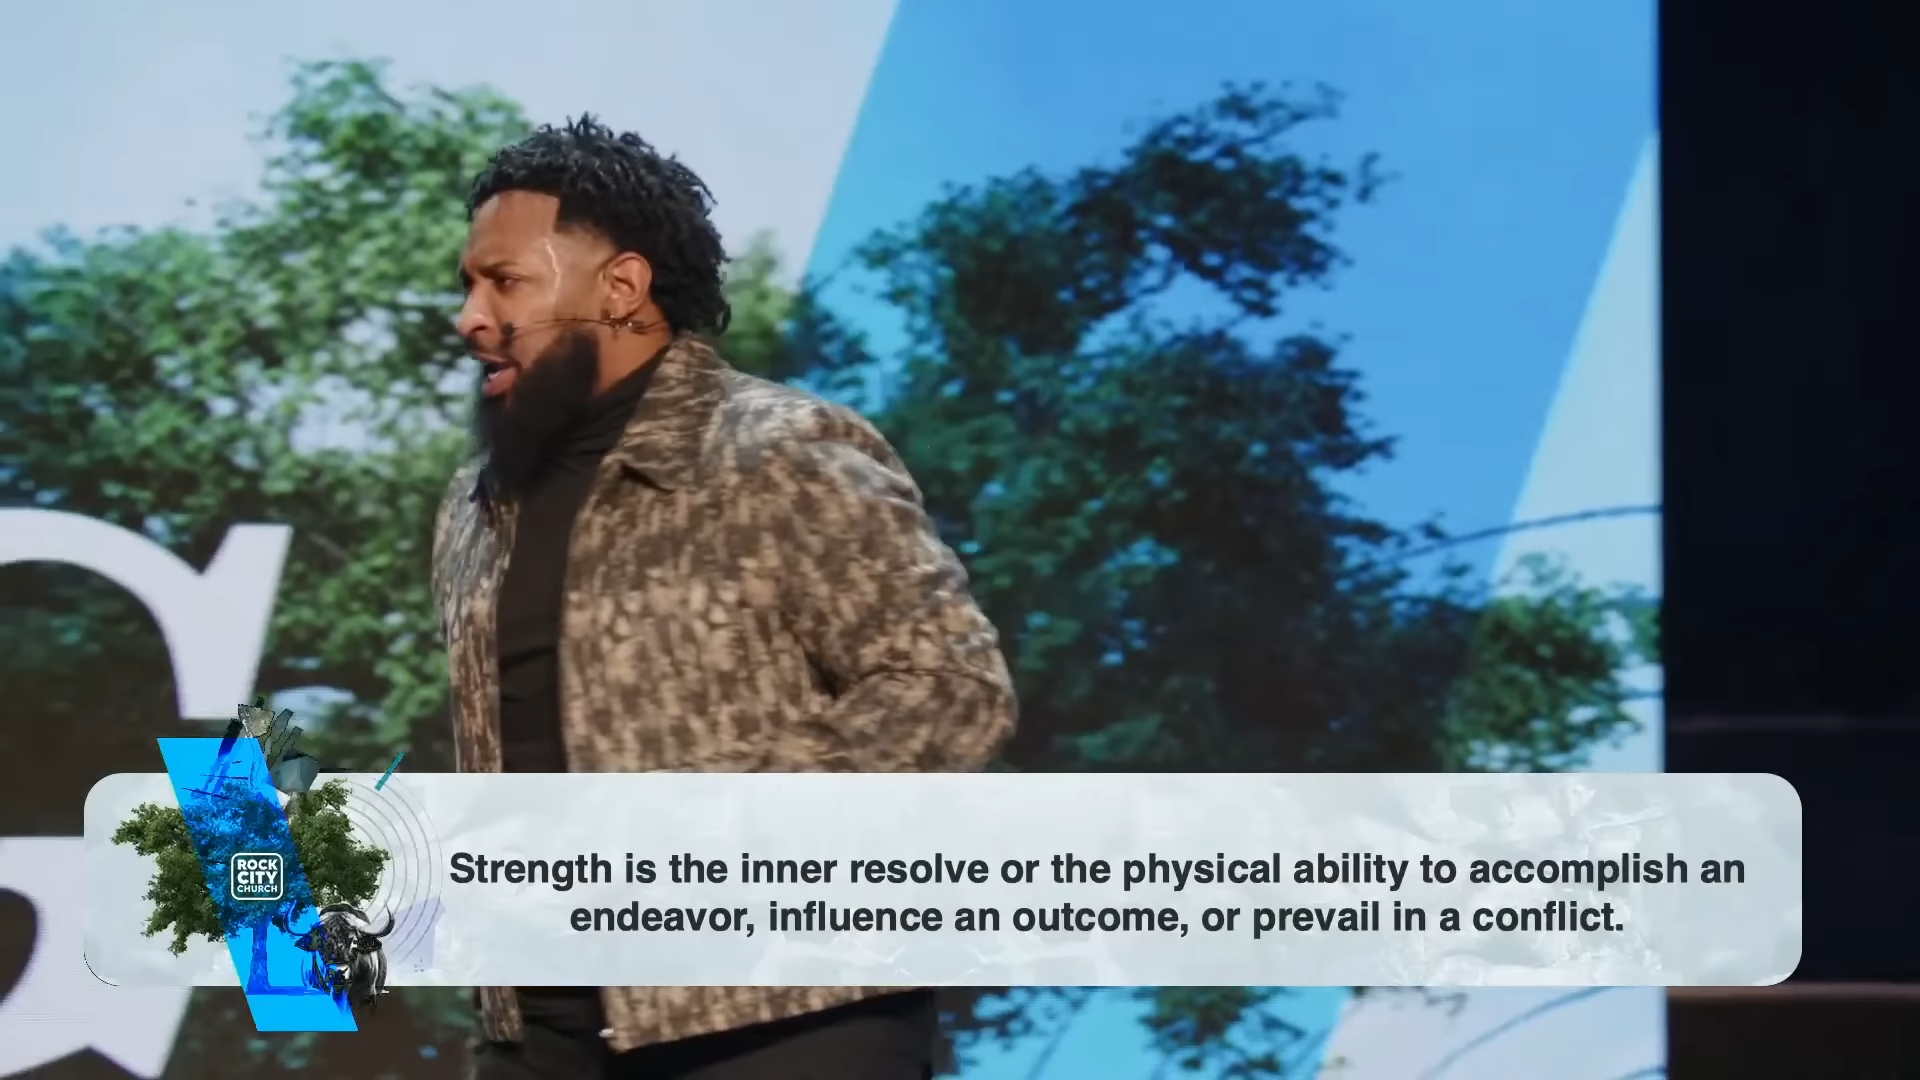 ROCK
CITY
CHURCH
Strength is the inner resolve or the physical ability to accomplish an
endeavor, influence an outcome, or prevail in a conflict.